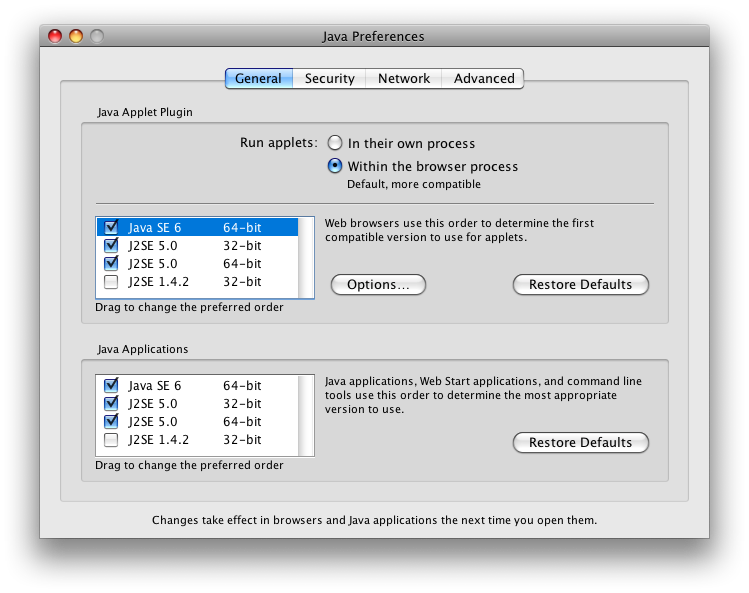 Java Preferences
General Security Network Advanced
Java Applet Plugin
Run applets: In their own process
Within the browser process
Default, more compatible
Java SE 6 64-bit
J2SE 5.0 32-bit
J2SE 5.0 64-bit
J2SE 1.4.2 32-bit
Drag to change the preferred order
Web browsers use this order to determine the first
compatible version to use for applets.
Options... Restore Defaults
Java Applications
Java SE 6 64-bit
J2SE 5.0 32-bit
J2SE 5.0 64-bit
J2SE 1.4.2 32-bit
Drag to change the preferred order
Java applications, Web Start applications, and command line
tools use this order to determine the most appropriate
version to use.
Restore Defaults
Changes take effect in browsers and Java applications the next time you open them.